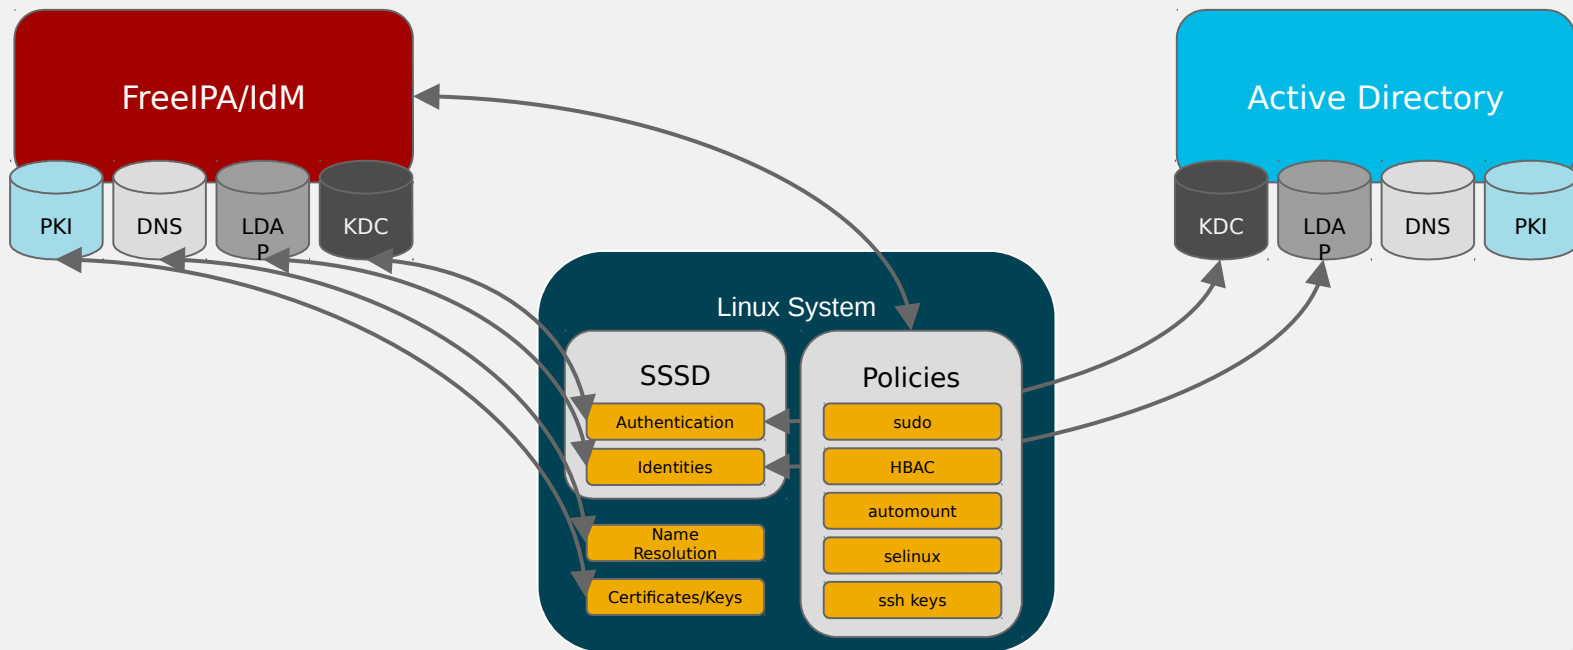 FreeIPA/IdM
Active Directory
PKI
DNS
LDA
P
KDC
KDC
LDA
P
DNS
PKI
Linux System
SSSD
Authentication
Identities
Name
Resolution
Certificates/Keys
Policies
sudo
HBAC
automount
selinux
ssh keys